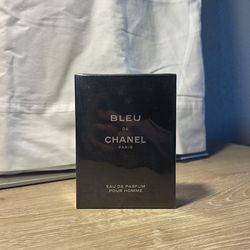 BLEU
DE
CHANEL
PARIS
EAU DE PARFUM
POUR HOMME